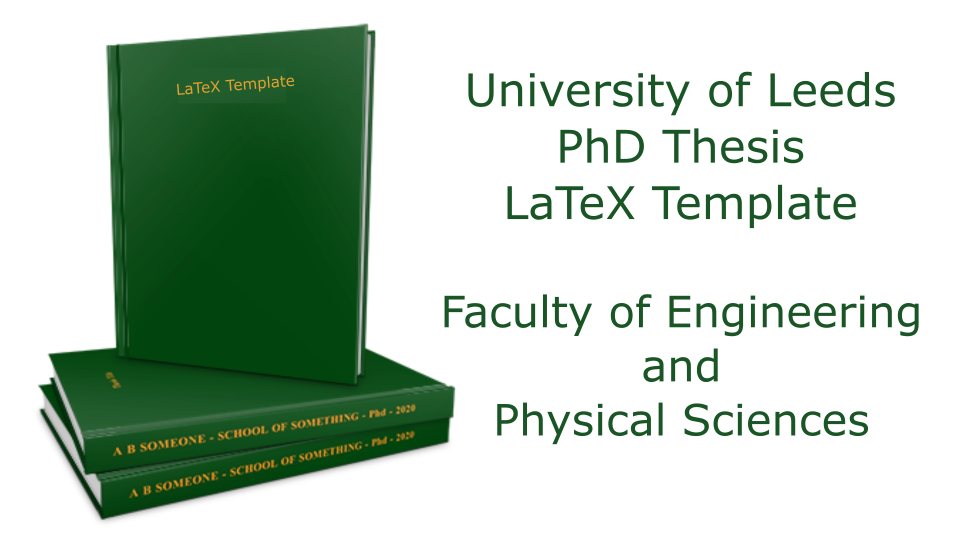 LaTeX Template
University of Leeds
PhD Thesis
LaTeX Template
Faculty of Engineering
and
Physical Sciences
A B SOMEONE - SCHOOL OF SOMETHING - Phd - 2020
A B SOMEONE - SCHOOL OF SOMETHING - Phd - 2020